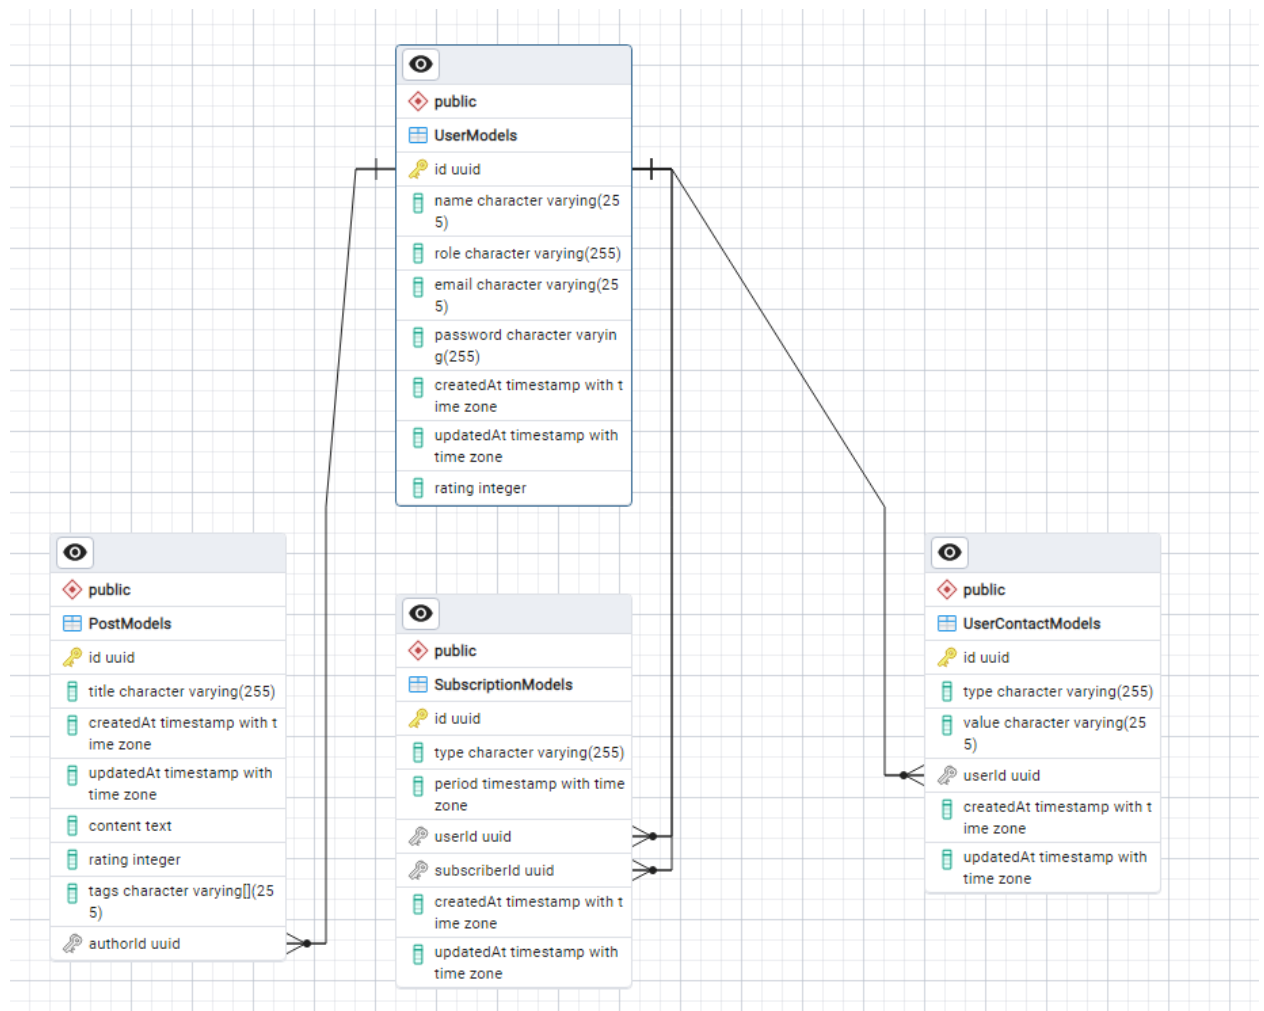 public
UserModels
id uuid
name character varying(25
5)
role character varying(255)
email character varying(25
5)
password character varyin
g(255)
createdAt timestamp with t
ime zone
updatedAt timestamp with
time zone
rating integer
public
PostModels
id uuid
title character varying(255)
createdAt timestamp with t
ime zone
updatedAt timestamp with
time zone
content text
rating integer
tags character varying[](25
5)
authorId uuid
public
SubscriptionModels
id uuid
type character varying(255)
period timestamp with time
zone
userId uuid
subscriberId uuid
createdAt timestamp with t
ime zone
updatedAt timestamp with
time zone
public
UserContactModels
id uuid
type character varying(255)
value character varying(25
5)
userId uuid
createdAt timestamp with t
ime zone
updatedAt timestamp with
time zone